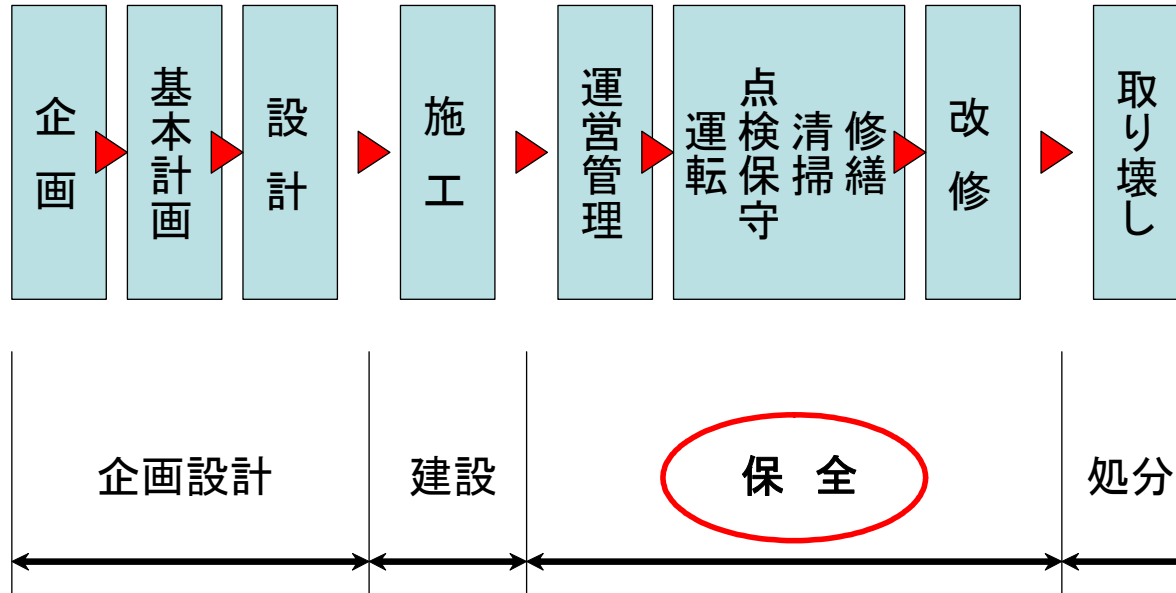 企画
基本計画
設計
施工
運営管理
運転
点検保守
清掃
修繕
改修
取り壊し
企画設計
建設
保 全
処分